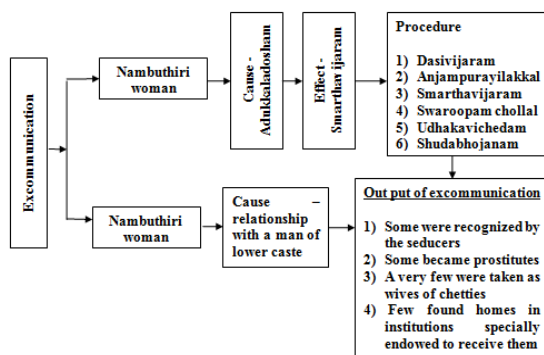 Excommunication
Nambuthiri
woman
Cause -
Adukkaladosham
Effect -
Smarthavijaram
Procedure
1) Dasivijaram
2) Anjampurayilakkal
3) Smarthavijaram
4) Swaroopam chollal
5) Udhakavichedam
6) Shudabhojanam
Nambuthiri
woman
Cause –
relationship
with a man of
lower caste
Out put of excommunication
1) Some were recognized by
the seducers
2) Some became prostitutes
3) A very few were taken as
wives of chetties
4) Few found homes in
institutions specially
endowed to receive them